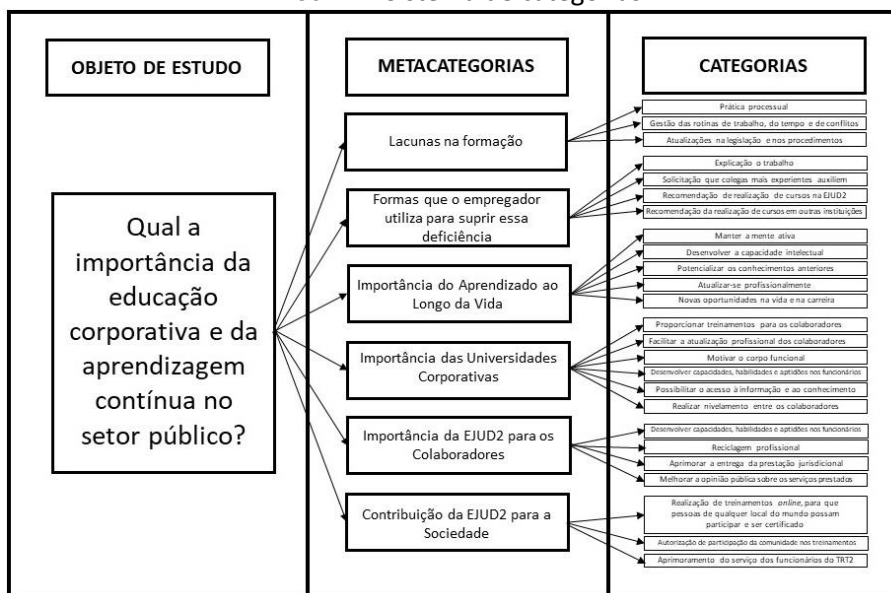 OBJETO DE ESTUDO
Qual a
importância da
educação
corporativa e da
aprendizagem
contínua no
setor público?
METACATEGORIAS
Lacunas na formação
Formas que o empregador
utiliza para suprir essa
deficiência
Importância do Aprendizado ao
Longo da Vida
Importância das Universidades
Corporativas
Importância da EJUD2 para os
Colaboradores
Contribuição da EJUD2 para a
Sociedade
CATEGORIAS
Prática processual
Gestão das rotinas de trabalho, do tempo e de conflitos
Atualizações na legislação e nos procedimentos
Explicação o trabalho
Solicitação que colegas mais experientes auxiliem
Recomendação de realização de cursos na EJUD2
Recomendação da realização de cursos em outras instituições
Manter a mente ativa
Desenvolver a capacidade intelectual
Potencializar os conhecimentos anteriores
Atualizar-se profissionalmente
Novas oportunidades na vida e na carreira
Proporcionar treinamentos para os colaboradores
Facilitar a atualização profissional dos colaboradores
Motivar o corpo funcional
Desenvolver capacidades, habilidades e aptidões nos funcionários
Possibilitar o acesso à informação e ao conhecimento
Realizar nivelamento entre os colaboradores
Desenvolver capacidades, habilidades e aptidões nos funcionários
Reciclagem profissional
Aprimorar a entrega da prestação jurisdicional
Melhorar a opinião pública sobre os serviços prestados
Realização de treinamentos online, para que
pessoas de qualquer local do mundo possam
participar e ser certificado
Autorização de participação da comunidade nos treinamentos
Aprimoramento do serviço dos funcionários do TRT2